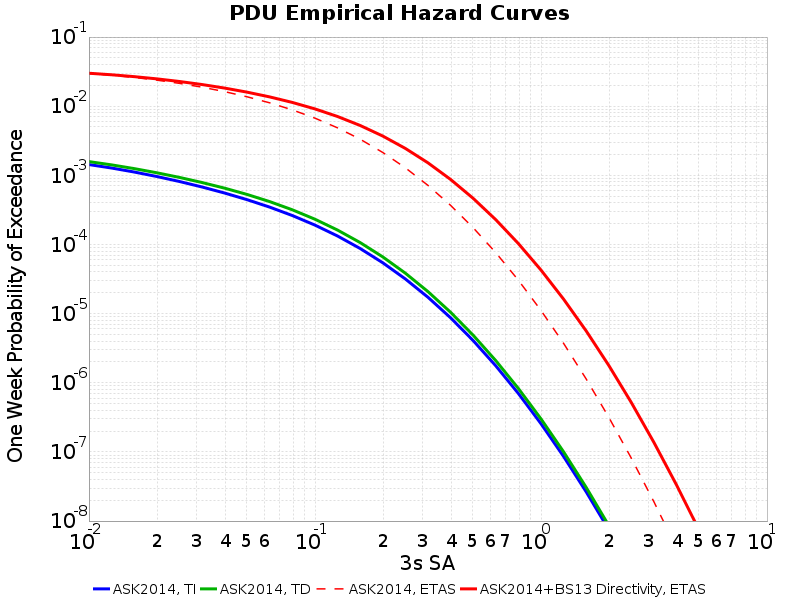 PDU Empirical Hazard Curves
One Week Probability of Exceedance
10^-1
10^-2
10^-3
10^-4
10^-5
10^-6
10^-7
10^-8
10^-2 2 3 4 5 6 10^-1 2 3 4 5 6 7 10^0 2 3 4 5 6 7 10^1
3s SA
ASK2014, TI ASK2014, TD ASK2014, ETAS ASK2014+BS13 Directivity, ETAS